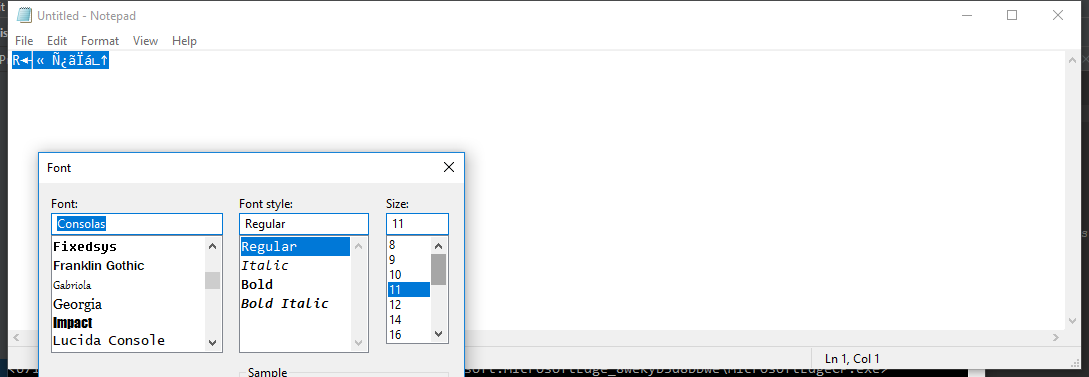 Untitled - Notepad
File Edit Format View Help
R◄┤« Ñ¿ãÏá∟↑
Font
Font: Font style: Size:
Consolas Regular 11
Fixedsys Regular 8
Franklin Gothic Italic 9
Gabriola Bold 10
Georgia Bold Italic 11
Impact 12
Lucida Console 14
16
Sample
Ln 1, Col 1